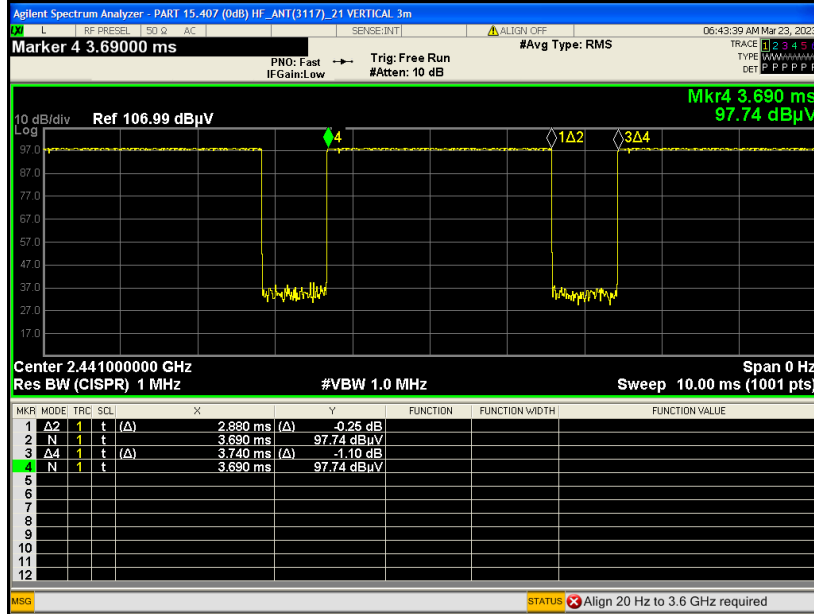 Agilent Spectrum Analyzer - PART 15.407 (0dB) HF_ANT(3117)_21 VERTICAL 3m
LXI L RF PRESEL 50 Ω AC SENSE:INT ALIGN OFF 06:43:39 AM Mar 23, 2023
Marker 4 3.69000 ms
#Avg Type: RMS
TRACE 1 2 3 4 5 6
PNO: Fast Trig: Free Run
TYPE
IFGain:Low #Atten: 10 dB
DET P P P P P
Mkr4 3.690 ms
97.74 dBµV
10 dB/div Ref 106.99 dBµV
Log
97.0
87.0
77.0
67.0
57.0
47.0
37.0
27.0
17.0
4
1Δ2
3Δ4
Center 2.441000000 GHz Span 0 Hz
Res BW (CISPR) 1 MHz #VBW 1.0 MHz Sweep 10.00 ms (1001 pts)
MKR MODE TRC SCL X Y FUNCTION FUNCTION WIDTH FUNCTION VALUE
1 Δ2 1 t (Δ) 2.880 ms (Δ) -0.25 dB
2 N 1 t 3.690 ms 97.74 dBµV
3 Δ4 1 t (Δ) 3.740 ms (Δ) -1.10 dB
4 N 1 t 3.690 ms 97.74 dBµV
5
6
7
8
9
10
11
12
MSG STATUS Align 20 Hz to 3.6 GHz required